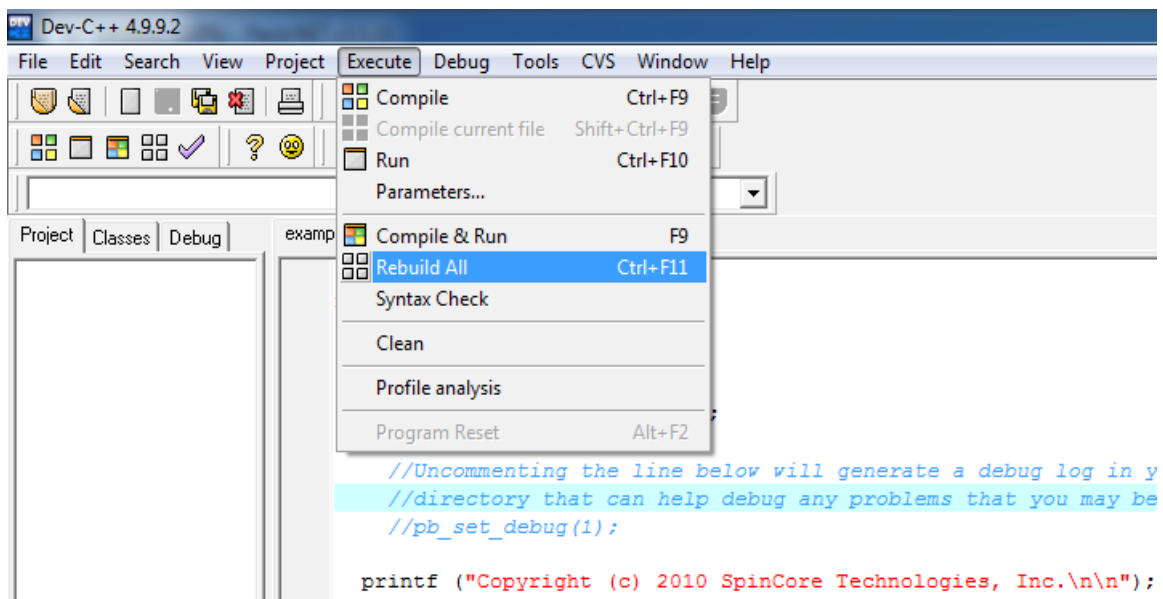 Dev-C++ 4.9.9.2
File Edit Search View Project Execute Debug Tools CVS Window Help
Compile Ctrl+F9
Compile current file Shift+Ctrl+F9
Run Ctrl+F10
Parameters...
Project Classes Debug examp
Compile & Run F9
Rebuild All Ctrl+F11
Syntax Check
Clean
Profile analysis
;
Program Reset Alt+F2
//Uncommenting the line below will generate a debug log in y
//directory that can help debug any problems that you may be
//pb_set_debug(1);
printf ("Copyright (c) 2010 SpinCore Technologies, Inc.\n\n");